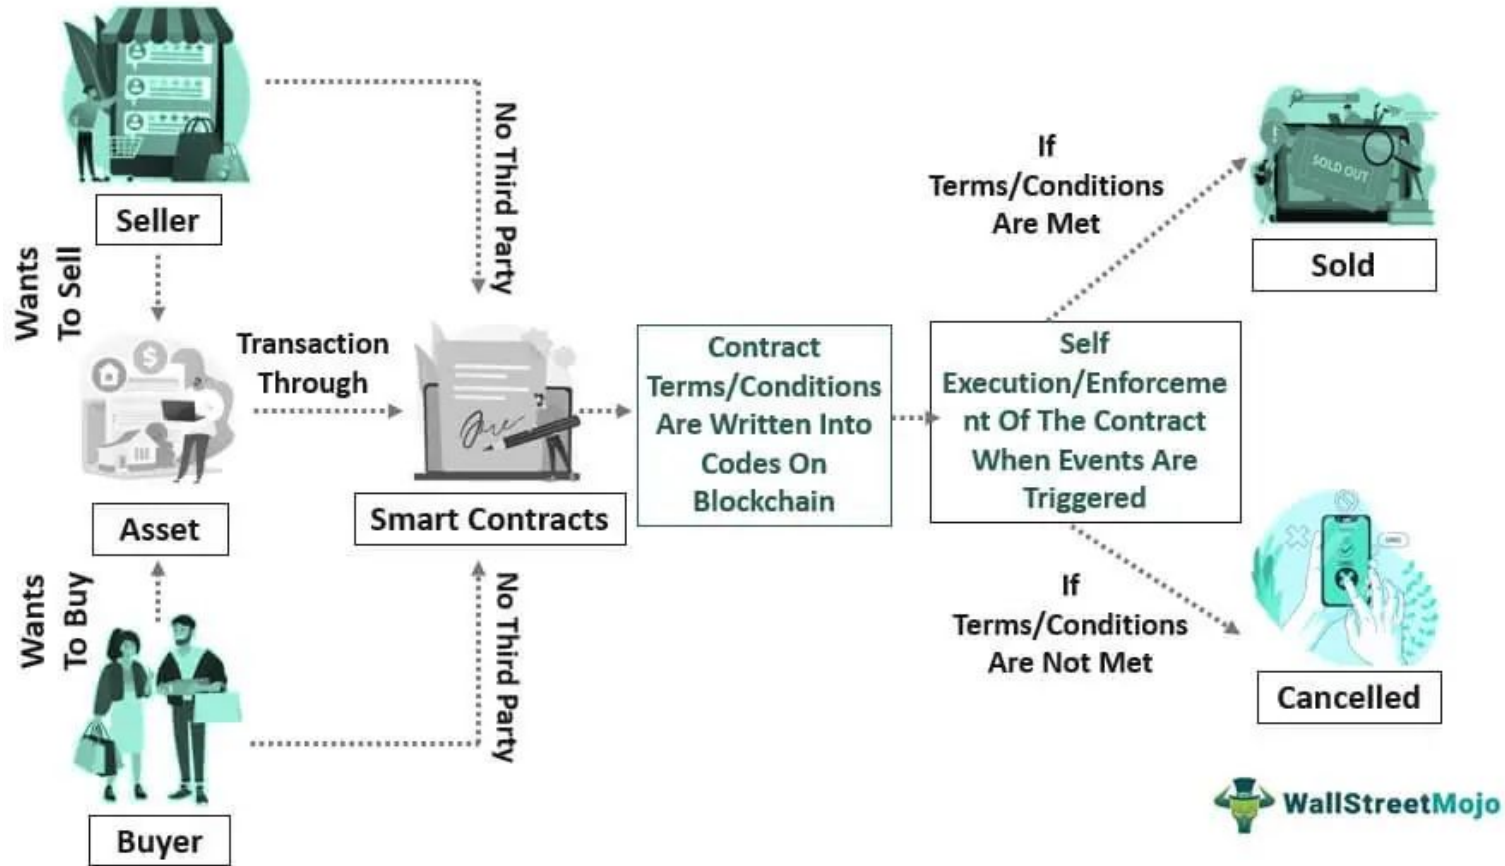 Seller
Wants
To Sell
No Third Party
Transaction
Through
Asset
Smart Contracts
Wants
To Buy
No Third Party
Buyer
Contract
Terms/Conditions
Are Written Into
Codes On
Blockchain
Self
Execution/Enforceme
nt Of The Contract
When Events Are
Triggered
If
Terms/Conditions
Are Met
SOLD OUT
Sold
If
Terms/Conditions
Are Not Met
Cancelled
WallStreetMojo